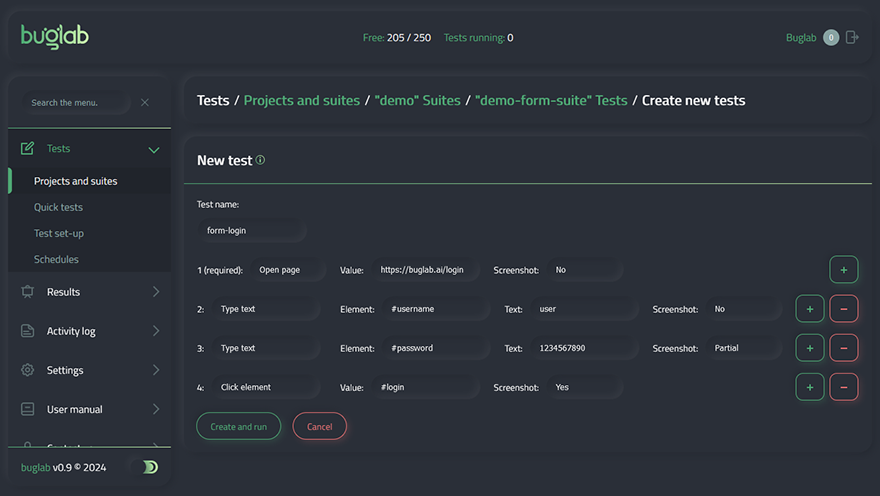 buglab
Free: 205 / 250 Tests running: 0
Buglab 0
Search the menu.
Tests
Projects and suites
Quick tests
Test set-up
Schedules
Results
Activity log
Settings
User manual
buglab v0.9 © 2024
Tests / Projects and suites / "demo" Suites / "demo-form-suite" Tests / Create new tests
New test
Test name:
form-login
1 (required): Open page Value: https://buglab.ai/login Screenshot: No +
2: Type text Element: #username Text: user Screenshot: No + −
3: Type text Element: #password Text: 1234567890 Screenshot: Partial + −
4: Click element Value: #login Screenshot: Yes + −
Create and run Cancel